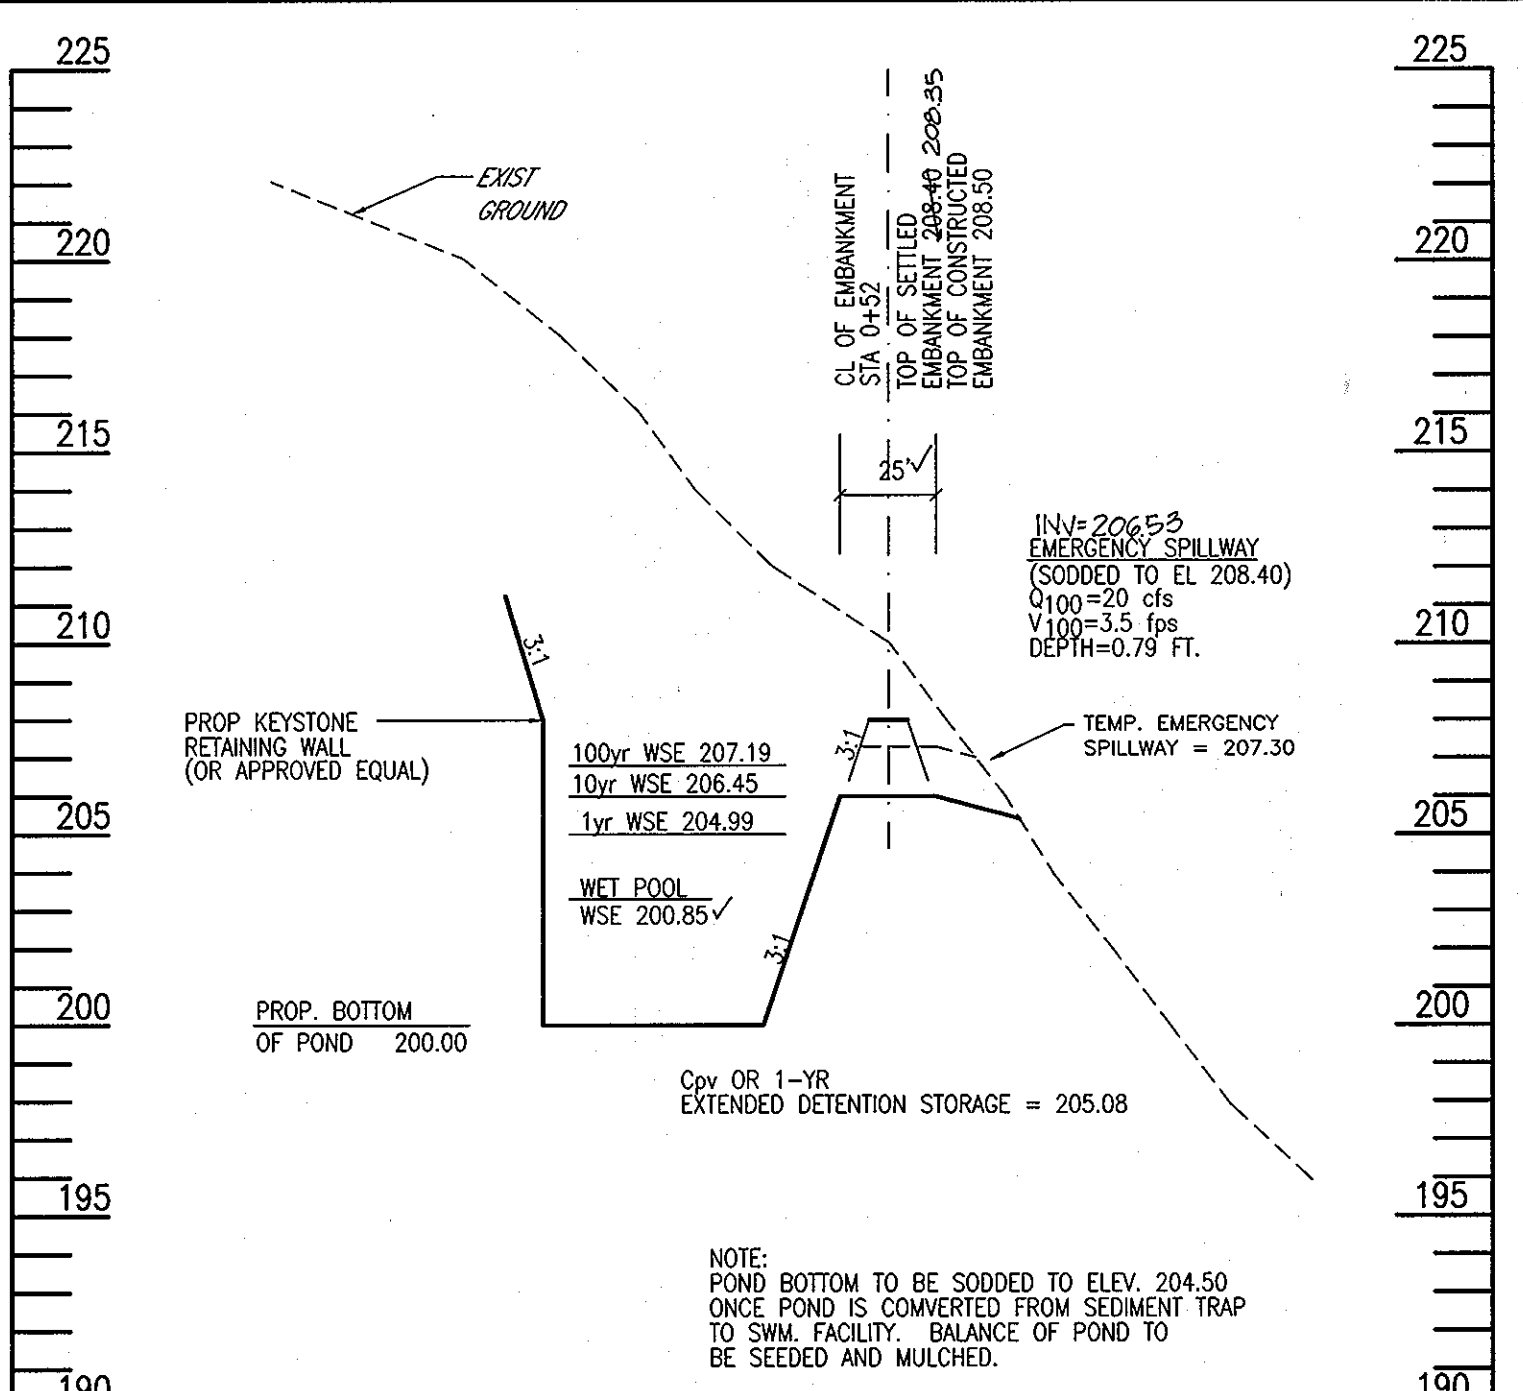 225
220
215
210
205
200
195
190
225
220
215
210
205
200
195
190
EXIST
GROUND
CL OF EMBANKMENT
STA 0+52
TOP OF SETTLED
EMBANKMENT 208.40 208.35
TOP OF CONSTRUCTED
EMBANKMENT 208.50
25'✓
INV=206.53
EMERGENCY SPILLWAY
(SODDED TO EL 208.40)
Q100=20 cfs
V100=3.5 fps
DEPTH=0.79 FT.
3:1
PROP KEYSTONE
RETAINING WALL
(OR APPROVED EQUAL)
100yr WSE 207.19
10yr WSE 206.45
1yr WSE 204.99
WET POOL
WSE 200.85✓
3:1
3:1
TEMP. EMERGENCY
SPILLWAY = 207.30
PROP. BOTTOM
OF POND 200.00
Cpv OR 1-YR
EXTENDED DETENTION STORAGE = 205.08
NOTE:
POND BOTTOM TO BE SODDED TO ELEV. 204.50
ONCE POND IS COMVERTED FROM SEDIMENT TRAP
TO SWM. FACILITY. BALANCE OF POND TO
BE SEEDED AND MULCHED.